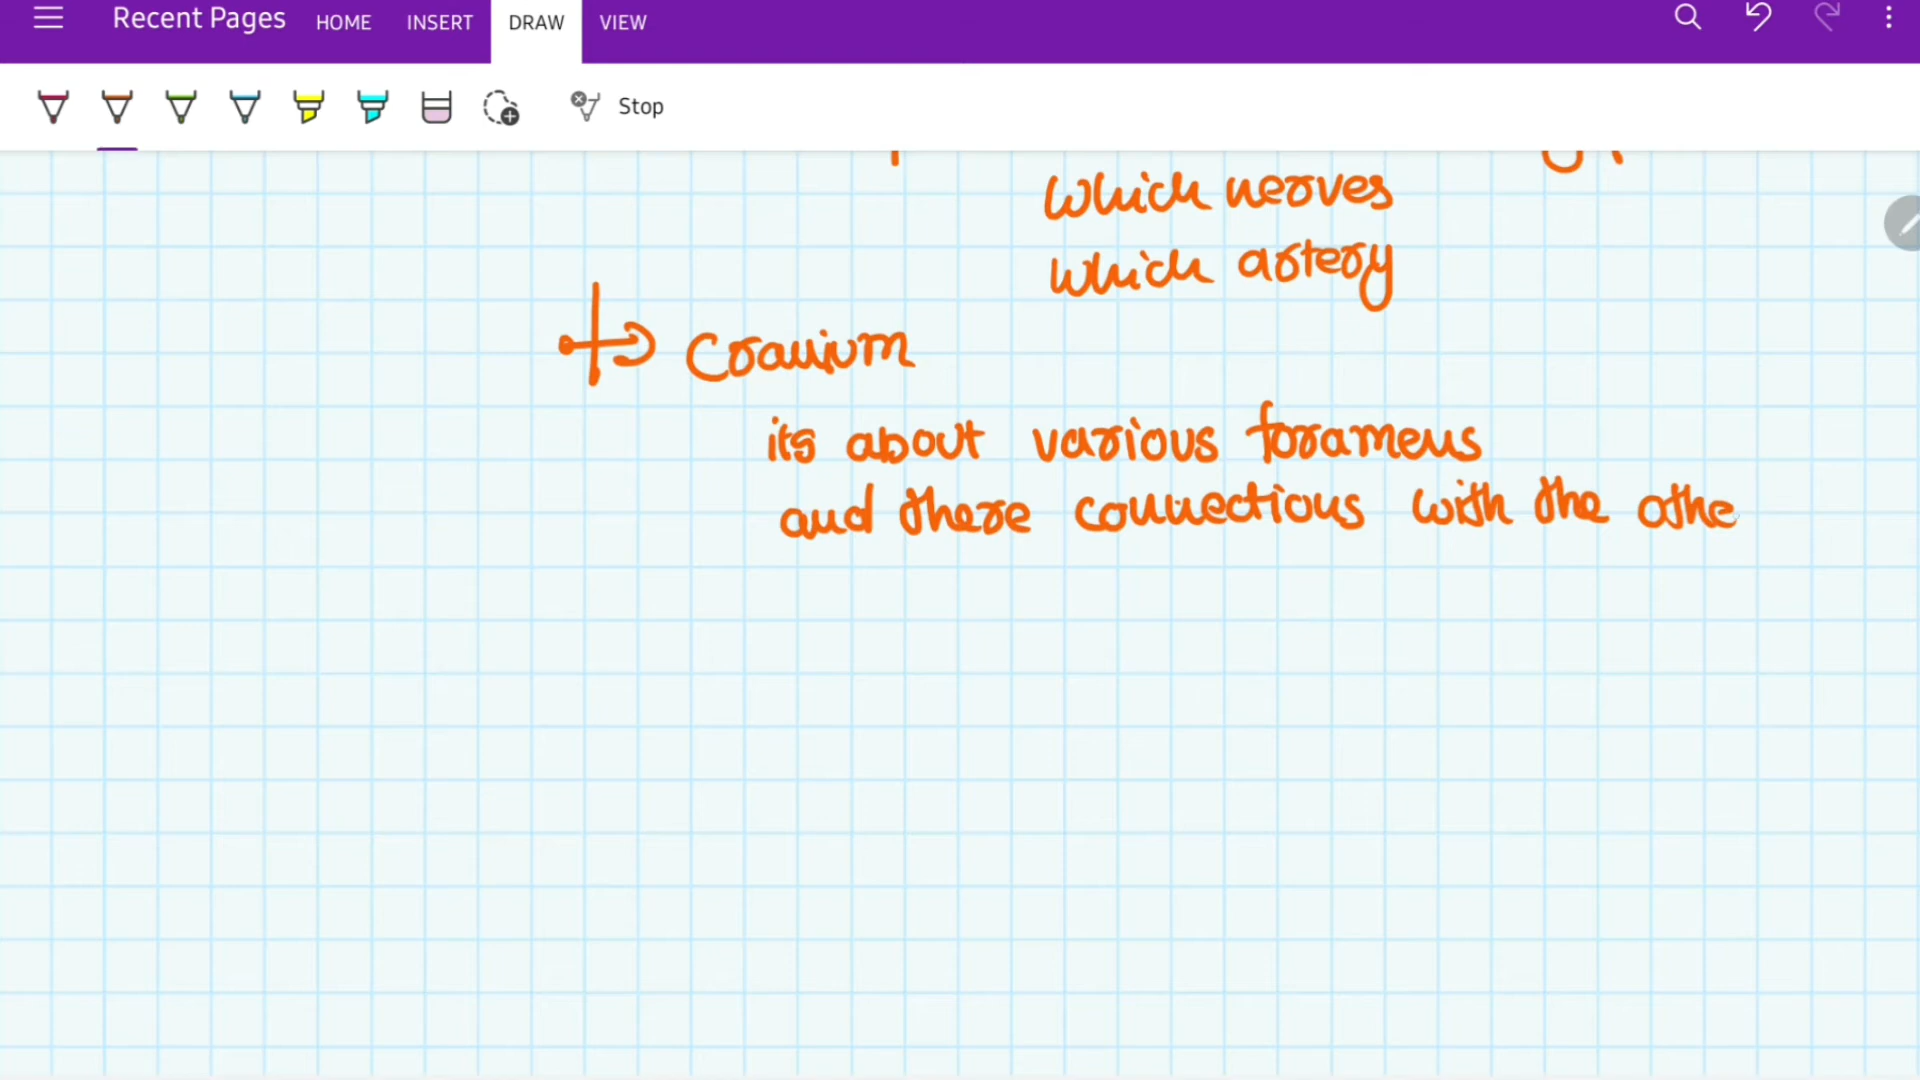 Recent Pages HOME INSERT DRAW VIEW
Stop
which nerves
which artery
Cranium
its about various foramens
and there connections with the othe